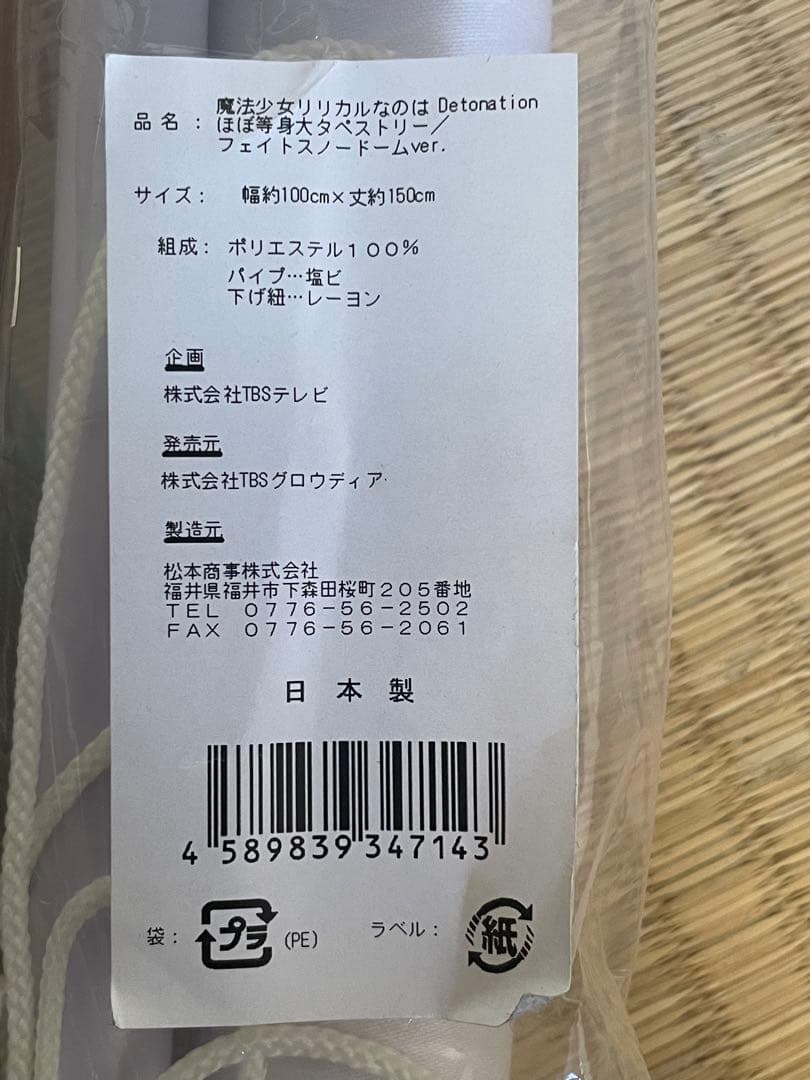 品名: 魔法少女リリカルなのは Detonation
ほぼ等身大タペストリー／
フェイトスノードームver.
サイズ: 幅約100cm×丈約150cm
組成: ポリエステル１００％
パイプ…塩ビ
下げ紐…レーヨン
企画
株式会社TBSテレビ
発売元
株式会社TBSグロウディア
製造元
松本商事株式会社
福井県福井市下森田桜町２０５番地
ＴＥＬ ０７７６－５６－２５０２
ＦＡＸ ０７７６－５６－２０６１
日本製
4 589839 347143
袋: プラ (PE) ラベル: 紙